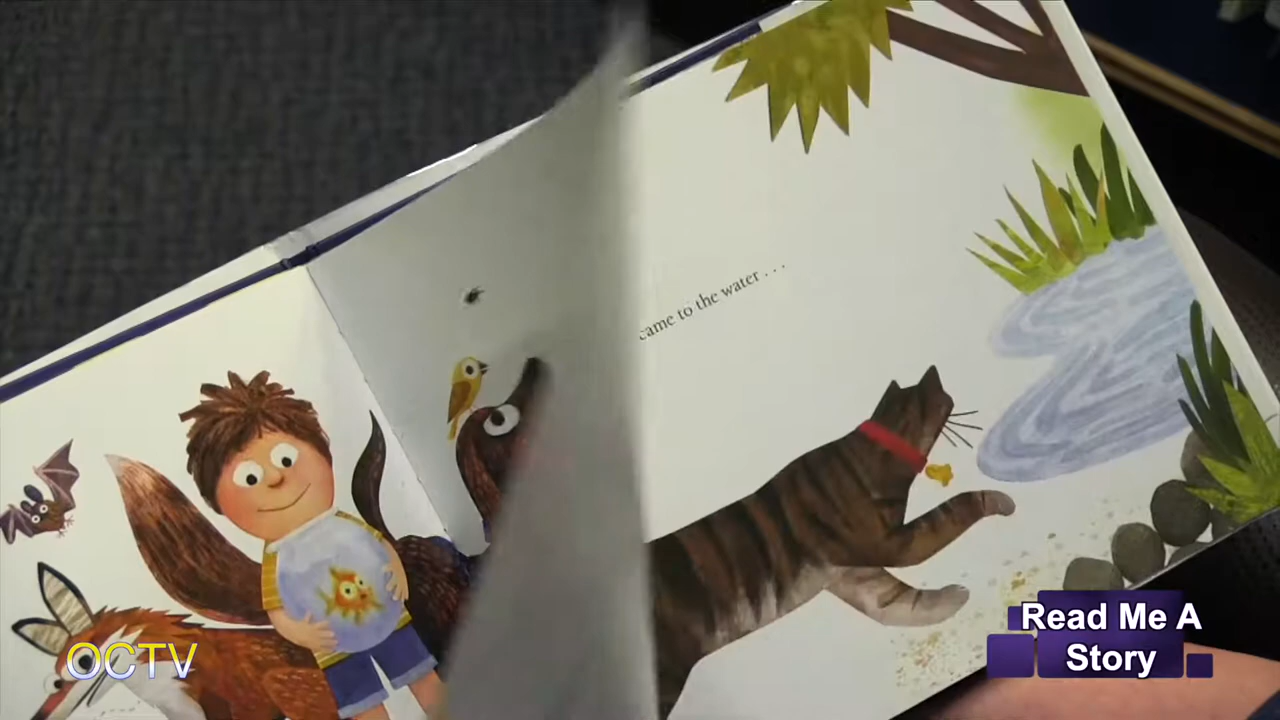 came to the water . . .
OCTV
Read Me A
Story